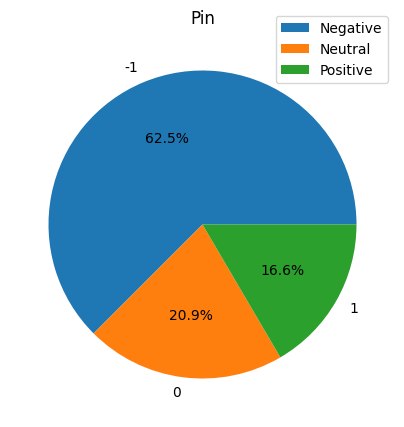 Pin
Negative
Neutral
Positive
-1
62.5%
16.6%
20.9%
1
0